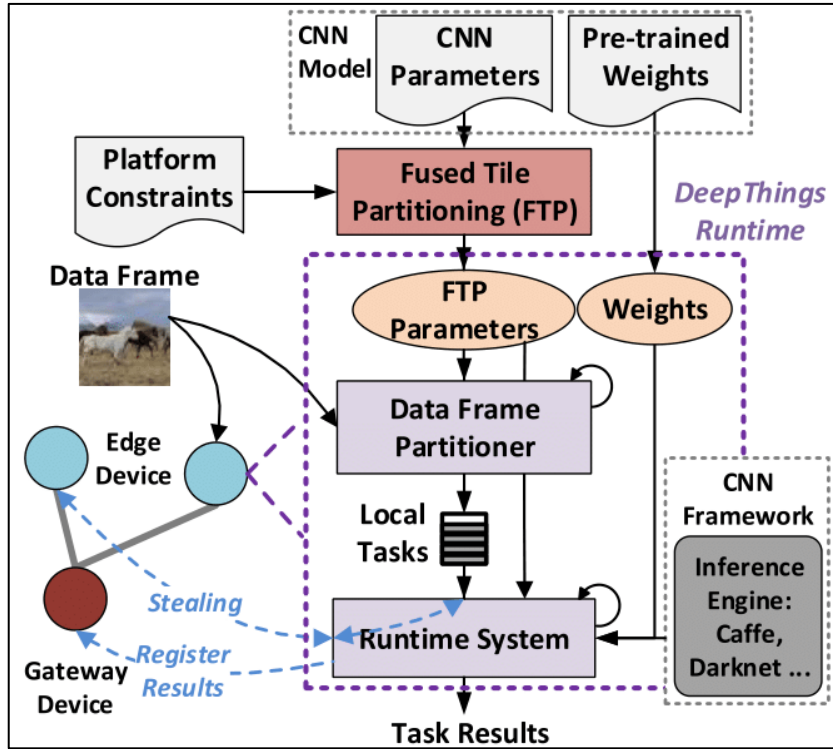 CNN
Model
CNN
Parameters
Pre-trained
Weights
Platform
Constraints
Fused Tile
Partitioning (FTP)
DeepThings
Runtime
Data Frame
FTP
Parameters
Weights
Data Frame
Partitioner
Edge
Device
Local
Tasks
CNN
Framework
Inference
Engine:
Caffe,
Darknet ...
Stealing
Runtime System
Register
Results
Gateway
Device
Task Results